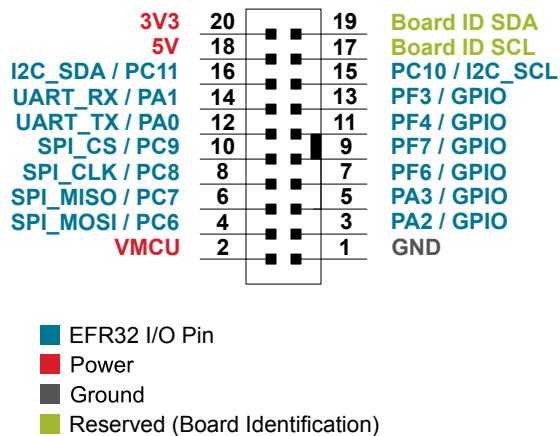 3V3 20 19 Board ID SDA
5V 18 17 Board ID SCL
I2C_SDA / PC11 16 15 PC10 / I2C_SCL
UART_RX / PA1 14 13 PF3 / GPIO
UART_TX / PA0 12 11 PF4 / GPIO
SPI_CS / PC9 10 9 PF7 / GPIO
SPI_CLK / PC8 8 7 PF6 / GPIO
SPI_MISO / PC7 6 5 PA3 / GPIO
SPI_MOSI / PC6 4 3 PA2 / GPIO
VMCU 2 1 GND
EFR32 I/O Pin
Power
Ground
Reserved (Board Identification)